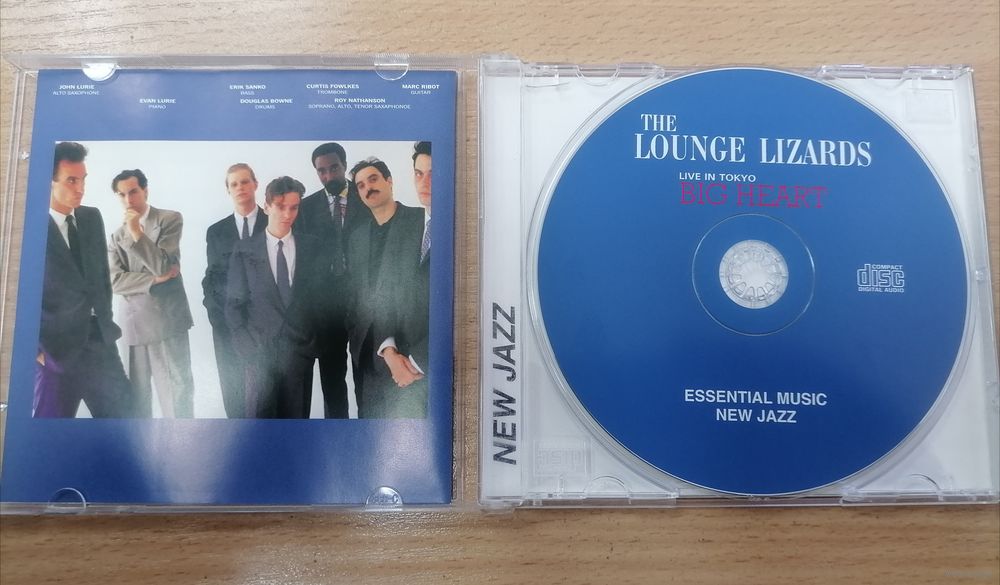 JOHN LURIE
ALTO SAXOPHONE
EVAN LURIE
PIANO
ERIK SANKO
BASS
DOUGLAS BOWNE
DRUMS
CURTIS FOWLKES
TROMBONE
ROY NATHANSON
SOPRANO, ALTO, TENOR SAXAPHONOE
MARC RIBOT
GUITAR
NEW JAZZ
THE
LOUNGE LIZARDS
LIVE IN TOKYO
BIG HEART
COMPACT
disc
DIGITAL AUDIO
ESSENTIAL MUSIC
NEW JAZZ